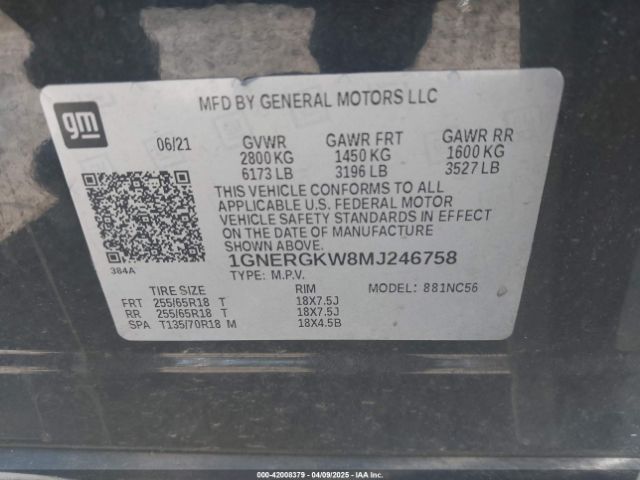 gm
MFD BY GENERAL MOTORS LLC
06/21
GVWR GAWR FRT GAWR RR
2800 KG 1450 KG 1600 KG
6173 LB 3196 LB 3527 LB
THIS VEHICLE CONFORMS TO ALL
APPLICABLE U.S. FEDERAL MOTOR
VEHICLE SAFETY STANDARDS IN EFFECT
ON THE DATE OF MANUFACTURE
SHOWN ABOVE.
1GNERGKW8MJ246758
384A
TYPE: M.P.V.
TIRE SIZE RIM MODEL: 881NC56
FRT 255/65R18 T 18X7.5J
RR 255/65R18 T 18X7.5J
SPA T135/70R18 M 18X4.5B
000-42008379 - 04/09/2025 - IAAI.COM